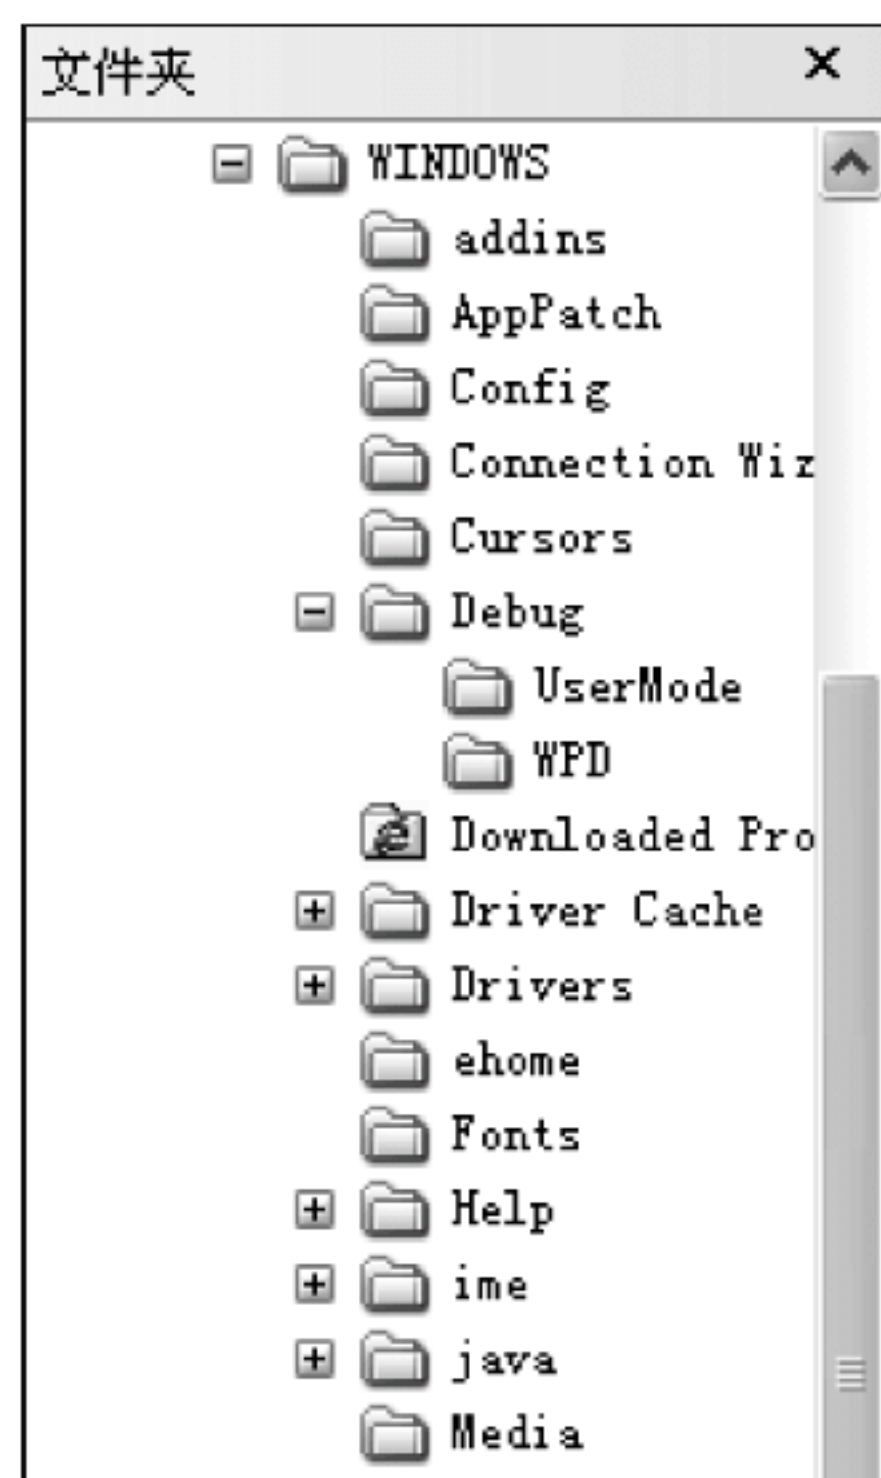 文件夹
WINDOWS
addins
AppPatch
Config
Connection Wiz
Cursors
Debug
UserMode
WPD
Downloaded Pro
Driver Cache
Drivers
ehome
Fonts
Help
ime
java
Media